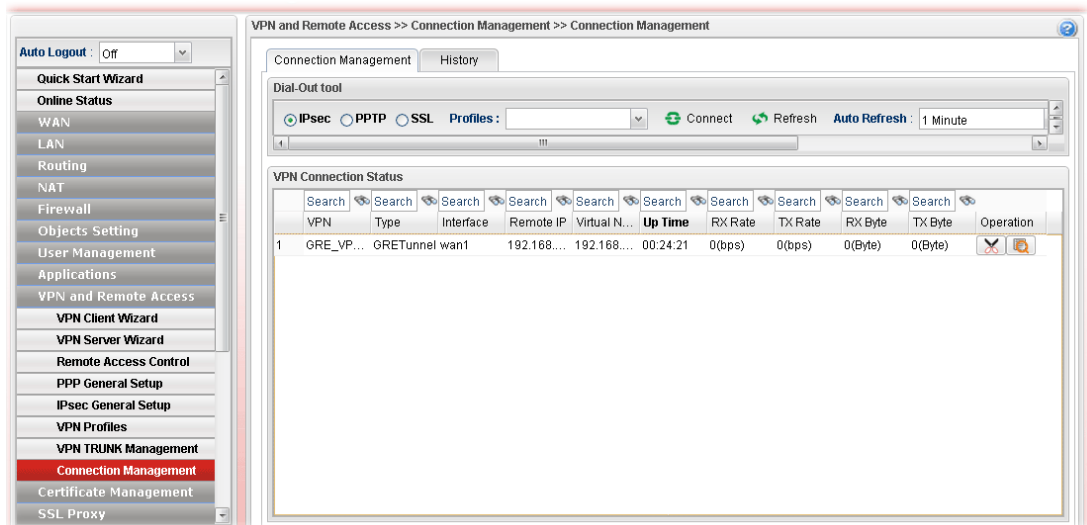 VPN and Remote Access >> Connection Management >> Connection Management
Auto Logout : Off
Quick Start Wizard
Online Status
WAN
LAN
Routing
NAT
Firewall
Objects Setting
User Management
Applications
VPN and Remote Access
VPN Client Wizard
VPN Server Wizard
Remote Access Control
PPP General Setup
IPsec General Setup
VPN Profiles
VPN TRUNK Management
Connection Management
Certificate Management
SSL Proxy
Connection Management History
Dial-Out tool
IPsec PPTP SSL Profiles : Connect Refresh Auto Refresh : 1 Minute
VPN Connection Status
Search Search Search Search Search Search Search Search Search Search
VPN Type Interface Remote IP Virtual N... Up Time RX Rate TX Rate RX Byte TX Byte Operation
1 GRE_VP... GRETunnel wan1 192.168.... 192.168.... 00:24:21 0(bps) 0(bps) 0(Byte) 0(Byte)